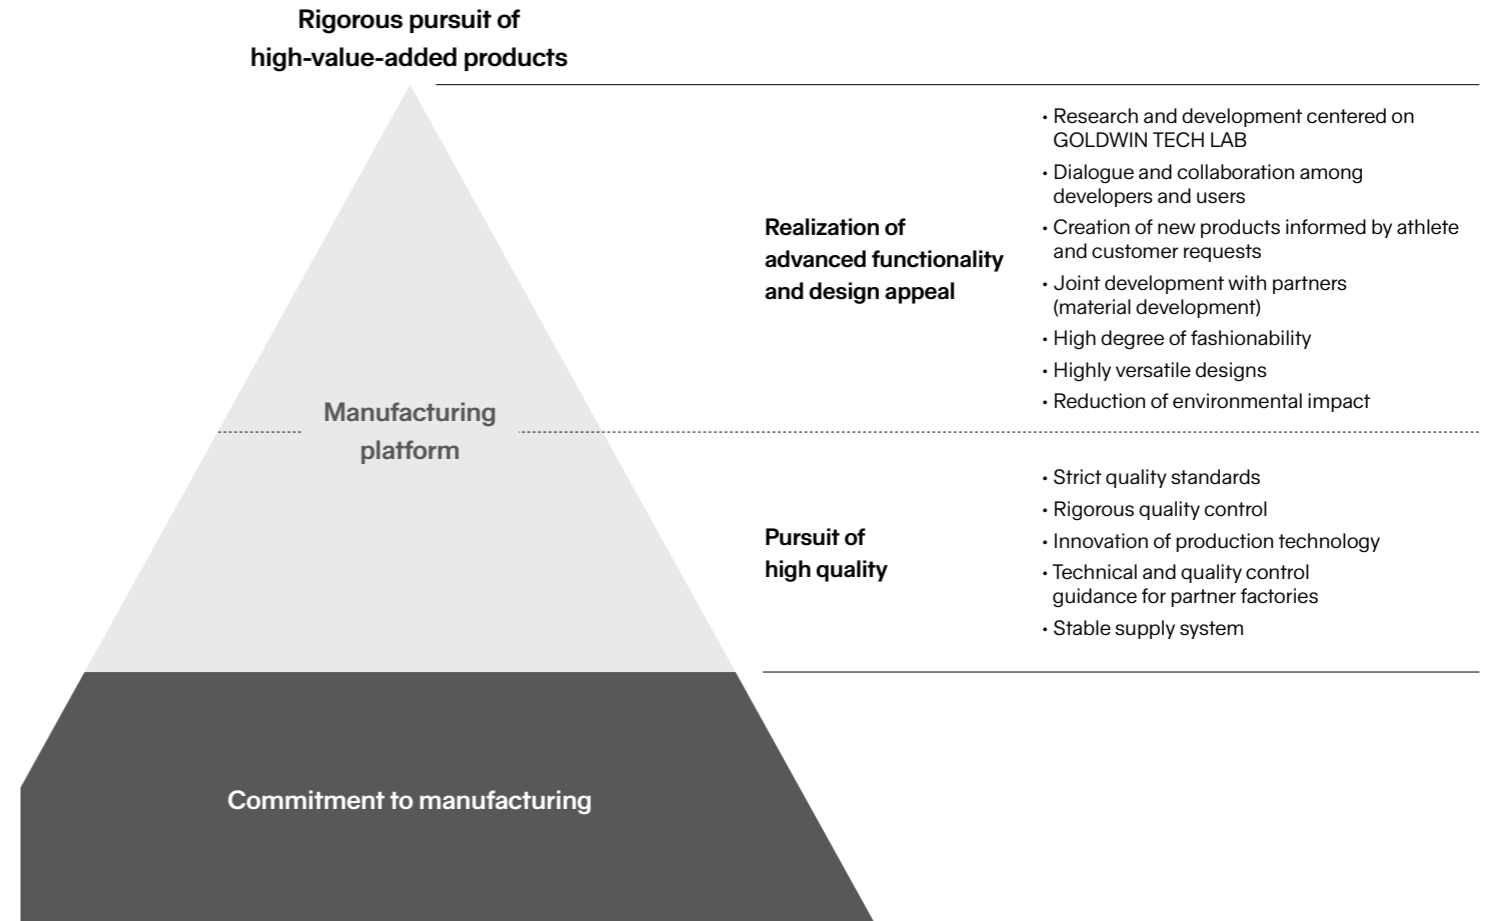 Rigorous pursuit of
high-value-added products
Realization of
advanced functionality
and design appeal
• Research and development centered on
GOLDWIN TECH LAB
• Dialogue and collaboration among
developers and users
• Creation of new products informed by athlete
and customer requests
• Joint development with partners
(material development)
• High degree of fashionability
• Highly versatile designs
• Reduction of environmental impact
Manufacturing
platform
Pursuit of
high quality
• Strict quality standards
• Rigorous quality control
• Innovation of production technology
• Technical and quality control
guidance for partner factories
• Stable supply system
Commitment to manufacturing